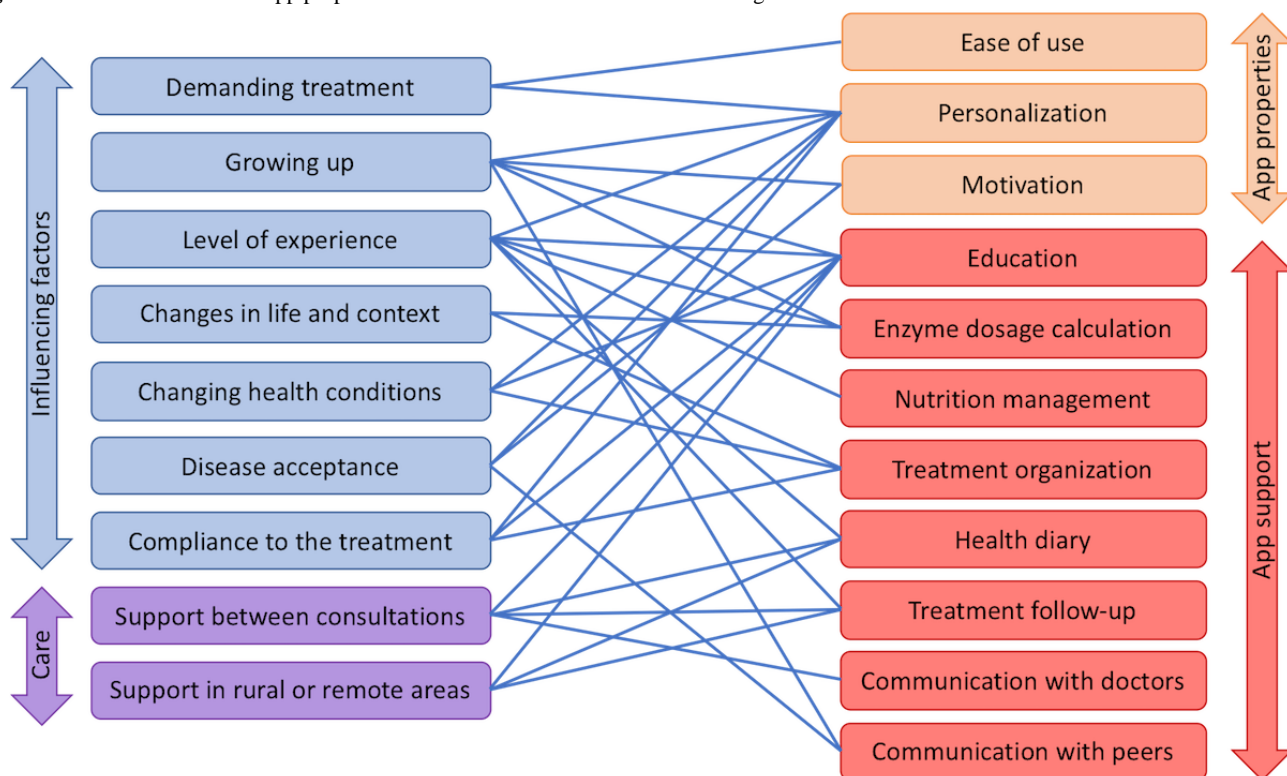 Demanding treatment
Growing up
Level of experience
Changes in life and context
Changing health conditions
Disease acceptance
Compliance to the treatment
Support between consultations
Support in rural or remote areas
Influencing factors
Care
Ease of use
Personalization
Motivation
Education
Enzyme dosage calculation
Nutrition management
Treatment organization
Health diary
Treatment follow-up
Communication with doctors
Communication with peers
App properties
App support